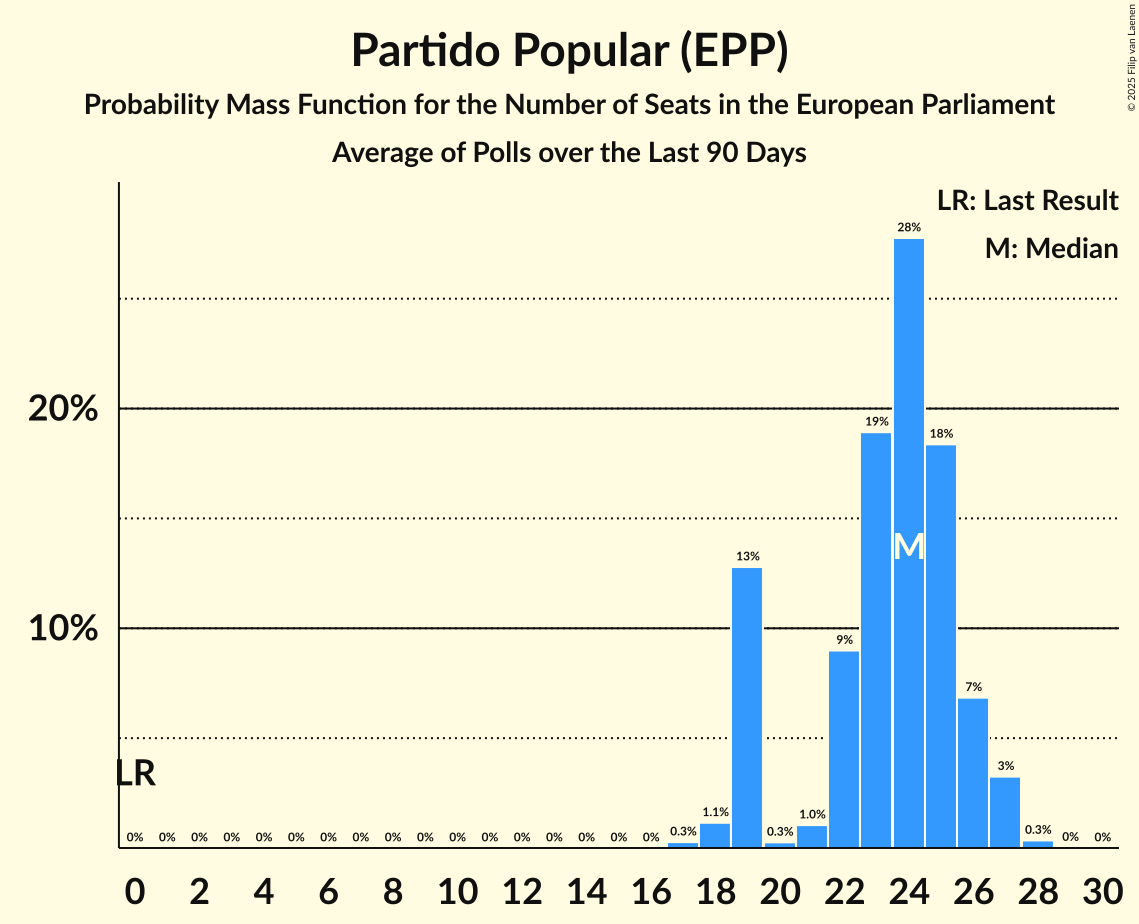 Partido Popular (EPP)
Probability Mass Function for the Number of Seats in the European Parliament
Average of Polls over the Last 90 Days
© 2025 Filip van Laenen
LR: Last Result
M: Median
28%
20%
19%
18%
M
13%
10%
9%
7%
LR
3%
0% 0% 0% 0% 0% 0% 0% 0% 0% 0% 0% 0% 0% 0% 0% 0% 0% 0.3% 1.1% 0.3% 1.0% 0.3% 0% 0%
0 2 4 6 8 10 12 14 16 18 20 22 24 26 28 30